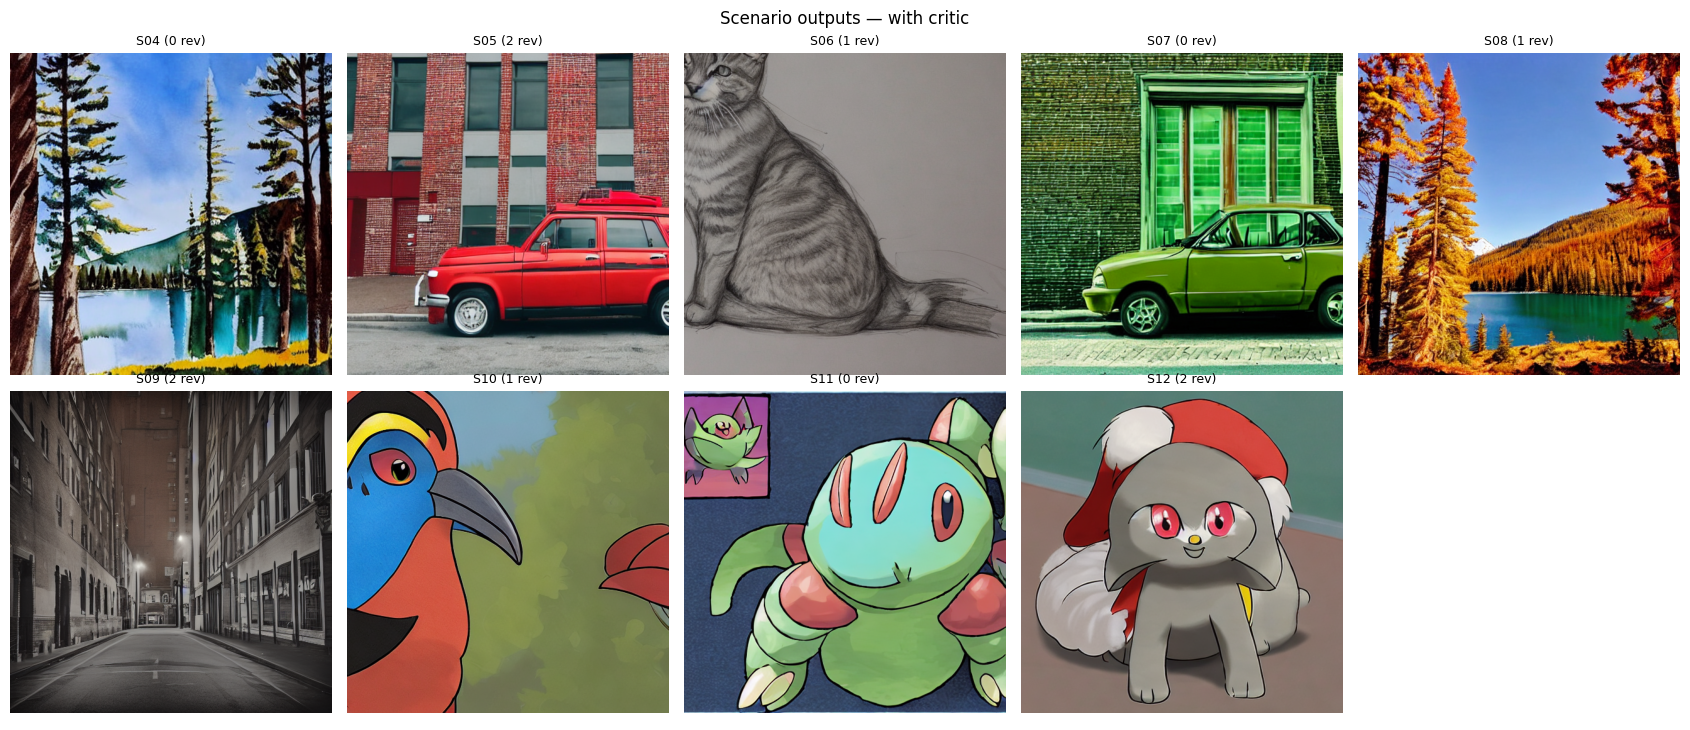 Scenario outputs — with critic
S04 (0 rev)
S05 (2 rev)
S06 (1 rev)
S07 (0 rev)
S08 (1 rev)
S09 (2 rev)
S10 (1 rev)
S11 (0 rev)
S12 (2 rev)